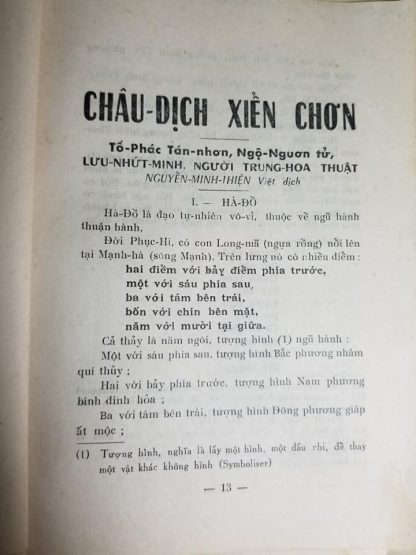 CHÂU-DỊCH XIỂN CHƠN
Tố-Phác Tán-nhơn, Ngộ-Nguơn tử,
LƯU-NHỨT-MINH, NGƯỜI TRUNG-HOA THUẬT
NGUYỄN-MINH-THIỆN Việt dịch
I. — HÀ-ĐỒ
Hà-Đồ là đạo tự-nhiên vô-vi, thuộc về ngũ hành
thuận hành.
Đời Phục-Hi, có con Long-mã (ngựa rồng) nổi lên
tại Mạnh-hà (sông Mạnh). Trên lưng nó có nhiều điểm :
hai điểm với bảy điểm phía trước,
một với sáu phía sau,
ba với tám bên trái,
bốn với chín bên mặt,
năm với mười tại giữa.
Cả thảy là năm ngôi, tượng hình (1) ngũ hành :
Một với sáu phía sau, tượng hình Bắc phương nhâm
quí thủy ;
Hai với bảy phía trước, tượng hình Nam phương
bính đinh hỏa ;
Ba với tám bên trái, tượng hình Đông phương giáp
ất mộc ;
(1) Tượng hình, nghĩa là lấy một hình, một dấu chi, để thay
một vật khác không hình (Symboliser)
— 13 —